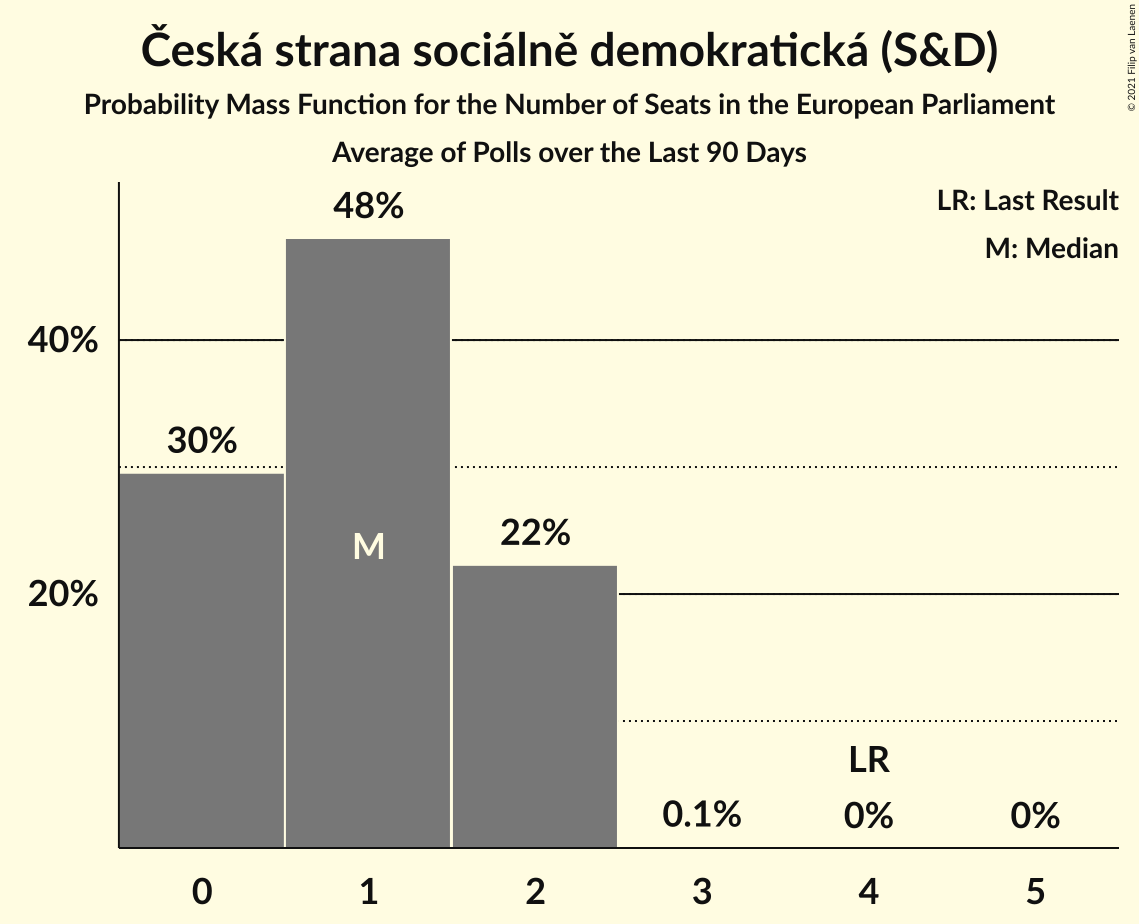 Česká strana sociálně demokratická (S&D)
Probability Mass Function for the Number of Seats in the European Parliament
Average of Polls over the Last 90 Days
© 2021 Filip van Laenen
LR: Last Result
M: Median
48%
40%
30%
M
22%
20%
LR
0.1%
0%
0%
0
1
2
3
4
5